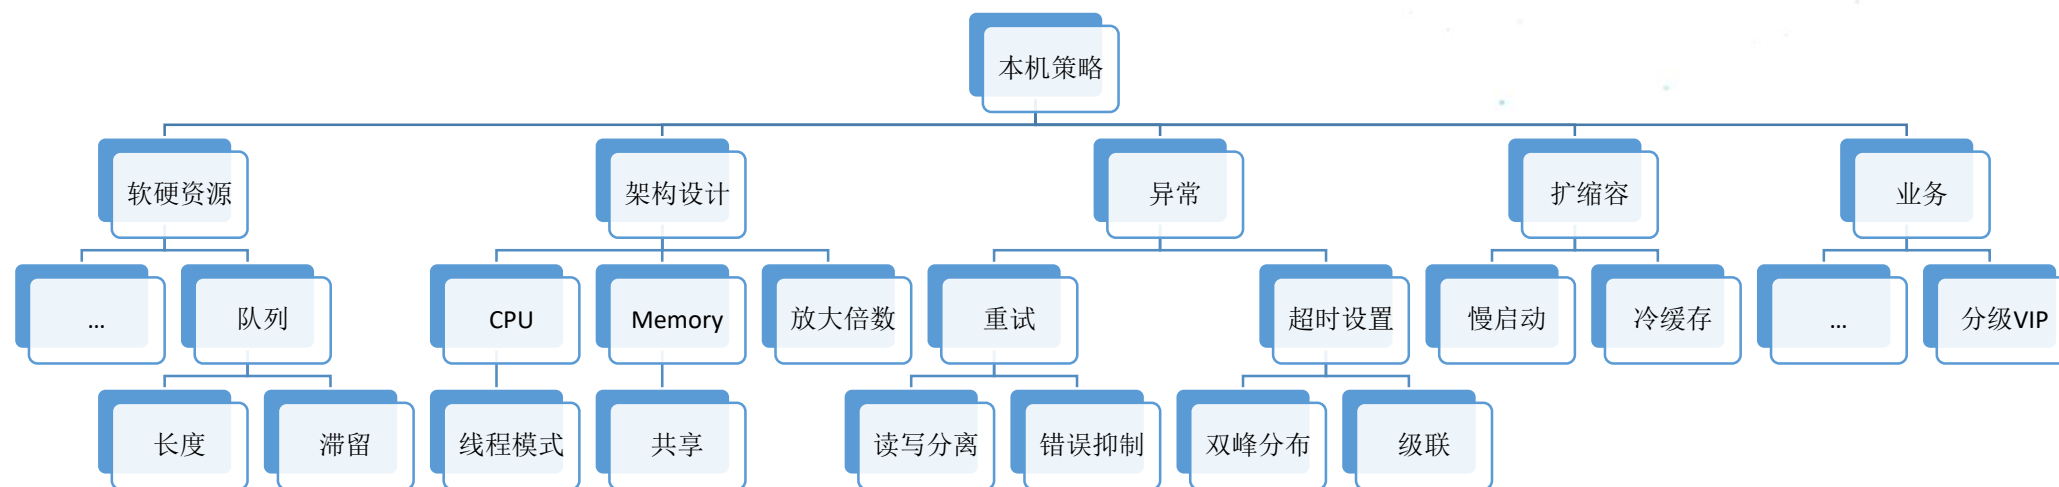 本机策略
软硬资源
架构设计
异常
扩缩容
业务
...
队列
CPU
Memory
放大倍数
重试
超时设置
慢启动
冷缓存
...
分级VIP
长度
滞留
线程模式
共享
读写分离
错误抑制
双峰分布
级联